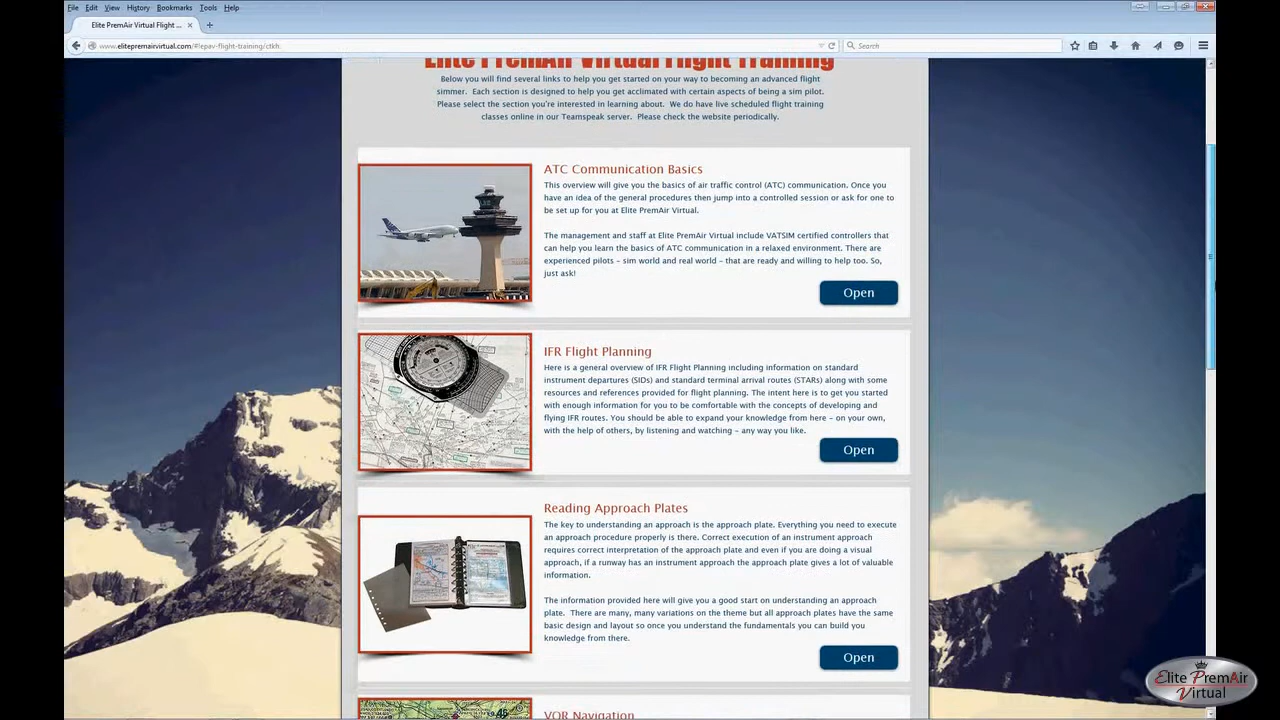 File Edit View History Bookmarks Tools Help
Elite PremAir Virtual Flight ...
www.elitepremairvirtual.com/#!epav-flight-training/ctkh
Search
Elite PremAir Virtual Flight Training
Below you will find several links to help you get started on your way to becoming an advanced flight
simmer. Each section is designed to help you get acclimated with certain aspects of being a sim pilot.
Please select the section you're interested in learning about. We do have live scheduled flight training
classes online in our Teamspeak server. Please check the website periodically.
ATC Communication Basics
This overview will give you the basics of air traffic control (ATC) communication. Once you
have an idea of the general procedures then jump into a controlled session or ask for one to
be set up for you at Elite PremAir Virtual.
The management and staff at Elite PremAir Virtual include VATSIM certified controllers that
can help you learn the basics of ATC communication in a relaxed environment. There are
experienced pilots - sim world and real world - that are ready and willing to help too. So,
just ask!
Open
IFR Flight Planning
Here is a general overview of IFR Flight Planning including information on standard
instrument departures (SIDs) and standard terminal arrival routes (STARs) along with some
resources and references provided for flight planning. The intent here is to get you started
with enough information for you to be comfortable with the concepts of developing and
flying IFR routes. You should be able to expand your knowledge from here - on your own,
with the help of others, by listening and watching - any way you like.
Open
Reading Approach Plates
The key to understanding an approach is the approach plate. Everything you need to execute
an approach procedure properly is there. Correct execution of an instrument approach
requires correct interpretation of the approach plate and even if you are doing a visual
approach, if a runway has an instrument approach the approach plate gives a lot of valuable
information.
The information provided here will give you a good start on understanding an approach
plate. There are many, many variations on the theme but all approach plates have the same
basic design and layout so once you understand the fundamentals you can build you
knowledge from there.
Open
VOR Navigation
Elite PremAir
Virtual